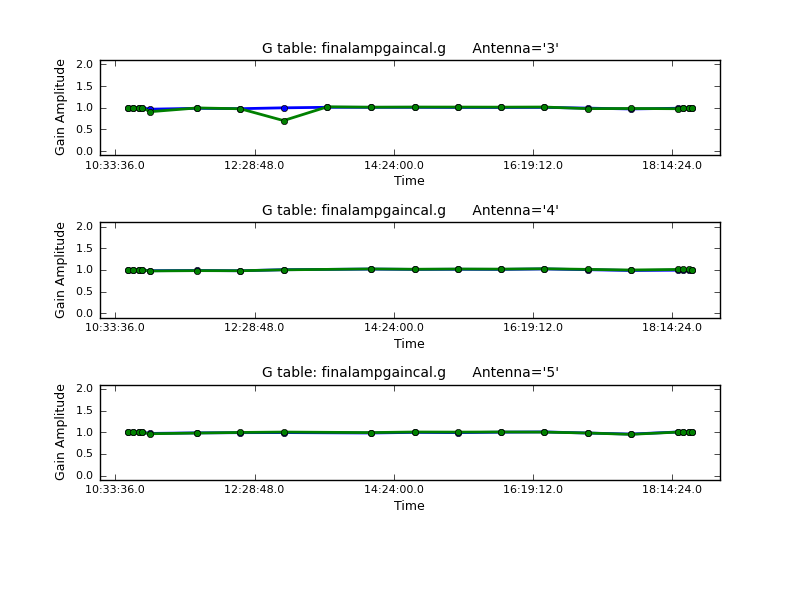 G table: finalampgaincal.g Antenna='3'
Gain Amplitude
2.0
1.5
1.0
0.5
0.0
10:33:36.0 12:28:48.0 14:24:00.0 16:19:12.0 18:14:24.0
Time
G table: finalampgaincal.g Antenna='4'
Gain Amplitude
2.0
1.5
1.0
0.5
0.0
10:33:36.0 12:28:48.0 14:24:00.0 16:19:12.0 18:14:24.0
Time
G table: finalampgaincal.g Antenna='5'
Gain Amplitude
2.0
1.5
1.0
0.5
0.0
10:33:36.0 12:28:48.0 14:24:00.0 16:19:12.0 18:14:24.0
Time